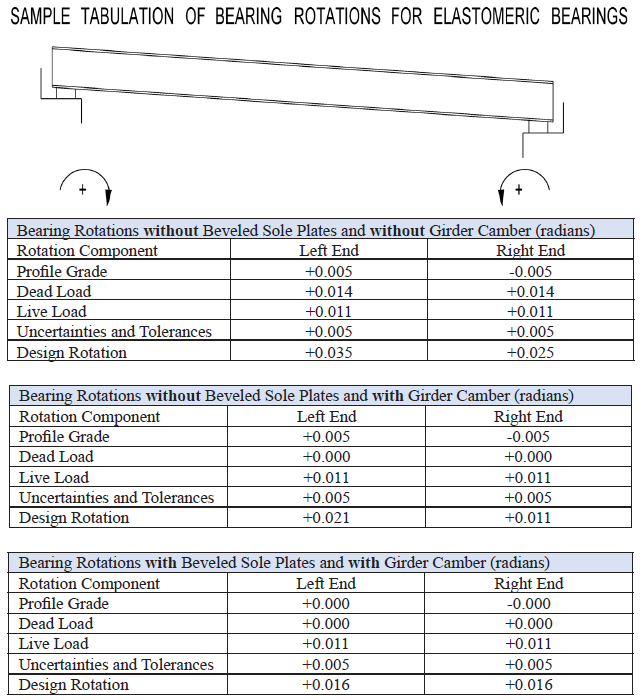 SAMPLE TABULATION OF BEARING ROTATIONS FOR ELASTOMERIC BEARINGS
+ +
Bearing Rotations without Beveled Sole Plates and without Girder Camber (radians)
Rotation Component Left End Right End
Profile Grade +0.005 -0.005
Dead Load +0.014 +0.014
Live Load +0.011 +0.011
Uncertainties and Tolerances +0.005 +0.005
Design Rotation +0.035 +0.025
Bearing Rotations without Beveled Sole Plates and with Girder Camber (radians)
Rotation Component Left End Right End
Profile Grade +0.005 -0.005
Dead Load +0.000 +0.000
Live Load +0.011 +0.011
Uncertainties and Tolerances +0.005 +0.005
Design Rotation +0.021 +0.011
Bearing Rotations with Beveled Sole Plates and with Girder Camber (radians)
Rotation Component Left End Right End
Profile Grade +0.000 -0.000
Dead Load +0.000 +0.000
Live Load +0.011 +0.011
Uncertainties and Tolerances +0.005 +0.005
Design Rotation +0.016 +0.016